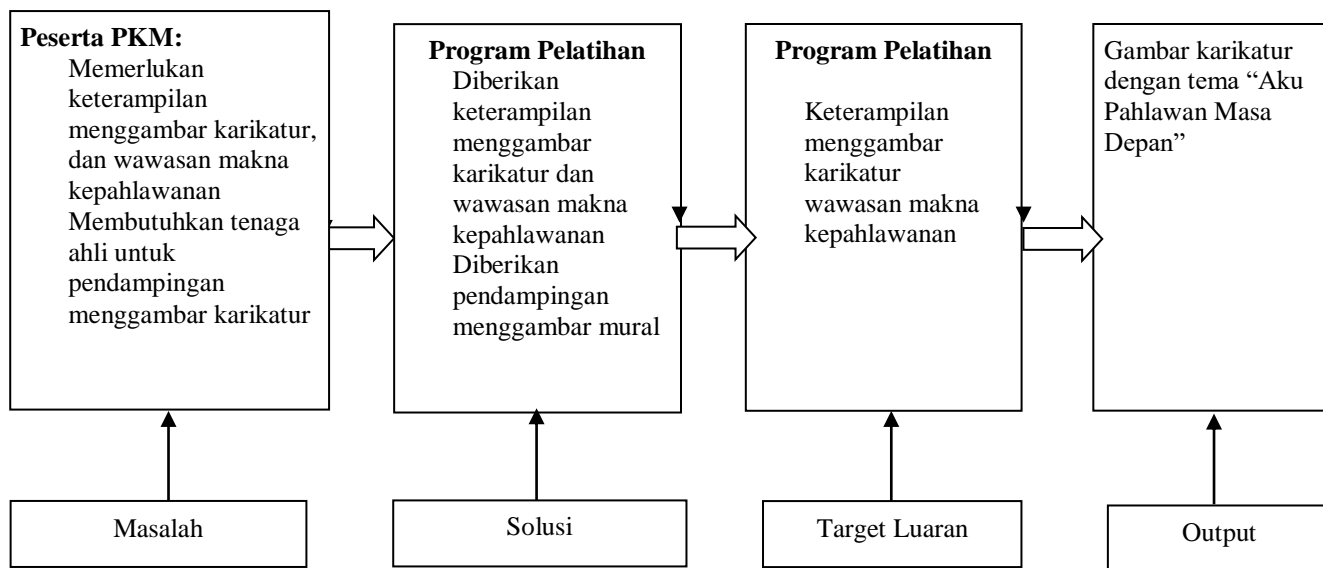 Peserta PKM:
Memerlukan
keterampilan
menggambar karikatur,
dan wawasan makna
kepahlawanan
Membutuhkan tenaga
ahli untuk
pendampingan
menggambar karikatur
Program Pelatihan
Diberikan
keterampilan
menggambar
karikatur dan
wawasan makna
kepahlawanan
Diberikan
pendampingan
menggambar mural
Program Pelatihan
Keterampilan
menggambar
karikatur
wawasan makna
kepahlawanan
Gambar karikatur
dengan tema “Aku
Pahlawan Masa
Depan”
Masalah
Solusi
Target Luaran
Output